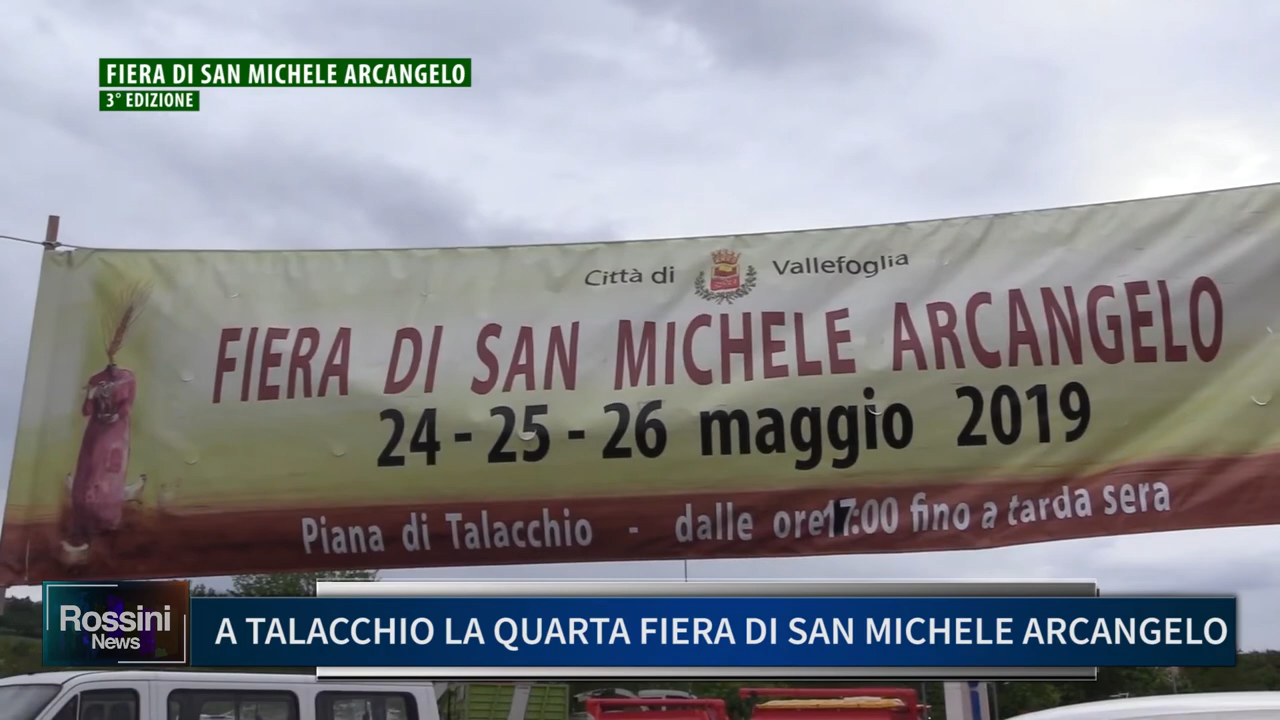 FIERA DI SAN MICHELE ARCANGELO
3° EDIZIONE
Città di Vallefoglia
FIERA DI SAN MICHELE ARCANGELO
24 - 25 - 26 maggio 2019
Piana di Talacchio - dalle ore17:00 fino a tarda sera
Rossini
News
A TALACCHIO LA QUARTA FIERA DI SAN MICHELE ARCANGELO